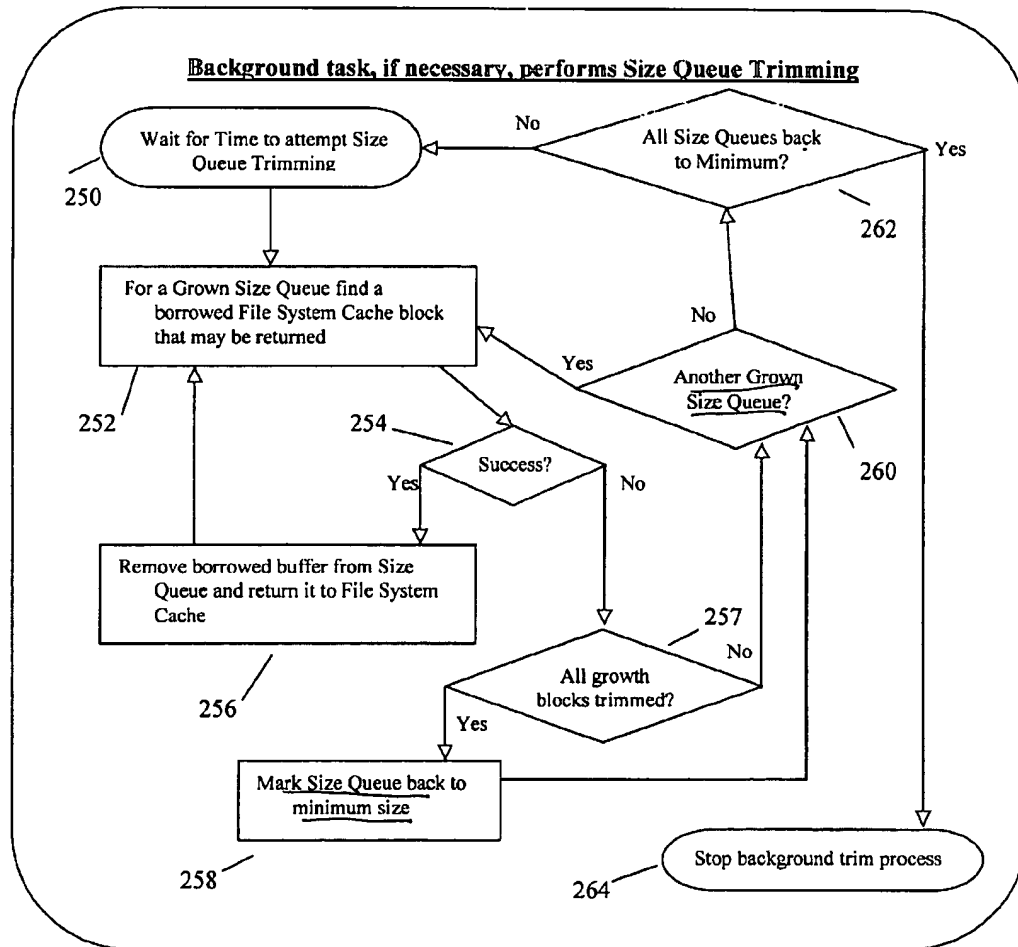 Background task, if necessary, performs Size Queue Trimming
Wait for Time to attempt Size
Queue Trimming
250
No
All Size Queues back
to Minimum?
Yes
262
For a Grown Size Queue find a
borrowed File System Cache block
that may be returned
252
No
Yes
Another Grown
Size Queue?
260
254
Success?
Yes
No
Remove borrowed buffer from Size
Queue and return it to File System
Cache
256
257
All growth
blocks trimmed?
No
Yes
Mark Size Queue back to
minimum size
258
Stop background trim process
264